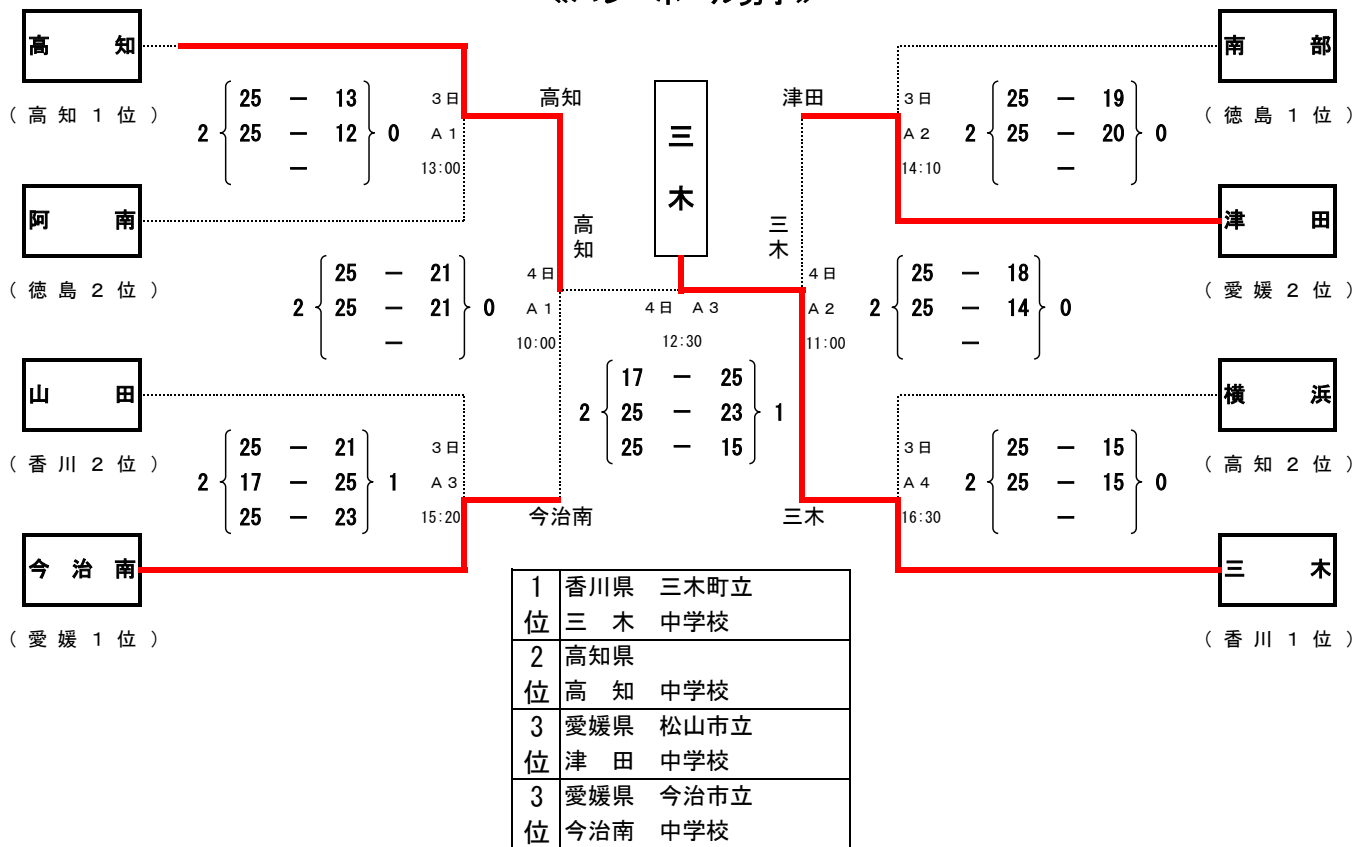 高 知
(高知1位)
2 25 － 13 0
25 － 12
－
3日
A1
13:00
高知
阿 南
(徳島2位)
高知
2 25 － 21 0
25 － 21
－
4日
A1
10:00
山 田
(香川2位)
2 25 － 21 1
17 － 25
25 － 23
3日
A3
15:20
今治南
今 治 南
(愛媛1位)
三木
4日 A3
12:30
2 17 － 25 1
25 － 23
25 － 15
津田
3日
A2
14:10
2 25 － 19 0
25 － 20
－
南 部
(徳島1位)
津 田
(愛媛2位)
三木
4日
A2
11:00
2 25 － 18 0
25 － 14
－
横 浜
(高知2位)
3日
A4
16:30
2 25 － 15 0
25 － 15
－
三木
三 木
(香川1位)
1位 香川県 三木町立
三 木 中学校
2位 高知県
高 知 中学校
3位 愛媛県 松山市立
津 田 中学校
3位 愛媛県 今治市立
今治南 中学校